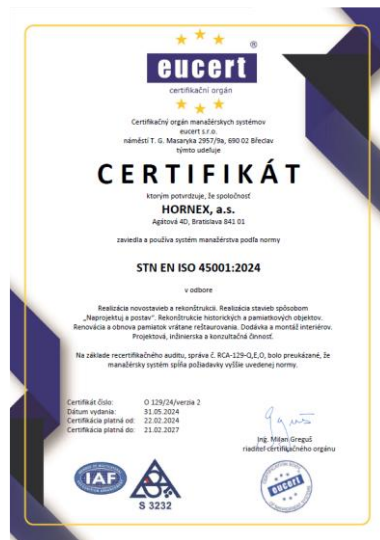 eucert
®
certifikační orgán
Certifikačný orgán manažérskych systémov
eucert s.r.o.
náměstí T. G. Masaryka 2957/9a, 690 02 Břeclav
týmto udeľuje
CERTIFIKÁT
ktorým potvrdzuje, že spoločnosť
HORNEX, a.s.
Agátová 4D, Bratislava 841 01
zaviedla a používa systém manažérstva podľa normy
STN EN ISO 45001:2024
v odbore
Realizácia novostavieb a rekonštrukcií. Realizácia stavieb spôsobom
„Naprojektuj a postav". Rekonštrukcie historických a pamiatkových objektov.
Renovácia a obnova pamiatok vrátane reštaurovania. Dodávka a montáž interiérov.
Projektová, inžinierska a konzultačná činnosť.
Na základe recertifikačného auditu, správa č. RCA-129-Q,E,O, bolo preukázané, že
manažérsky systém spĺňa požiadavky vyššie uvedenej normy.
Certifikát číslo: O 129/24/verzia 2
Dátum vydania: 31.05.2024
Certifikácia platná od: 22.02.2024
Certifikácia platná do: 21.02.2027
Ing. Milan Greguš
riaditeľ certifikačného orgánu
IAF
S 3232
eucert